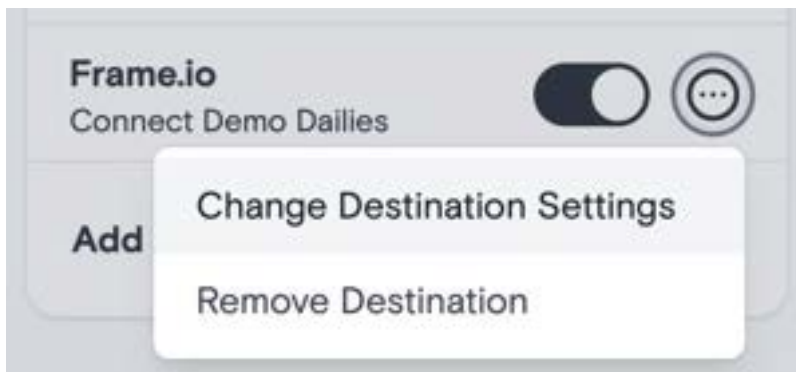 Frame.io
Connect Demo Dailies
Change Destination Settings
Add
Remove Destination